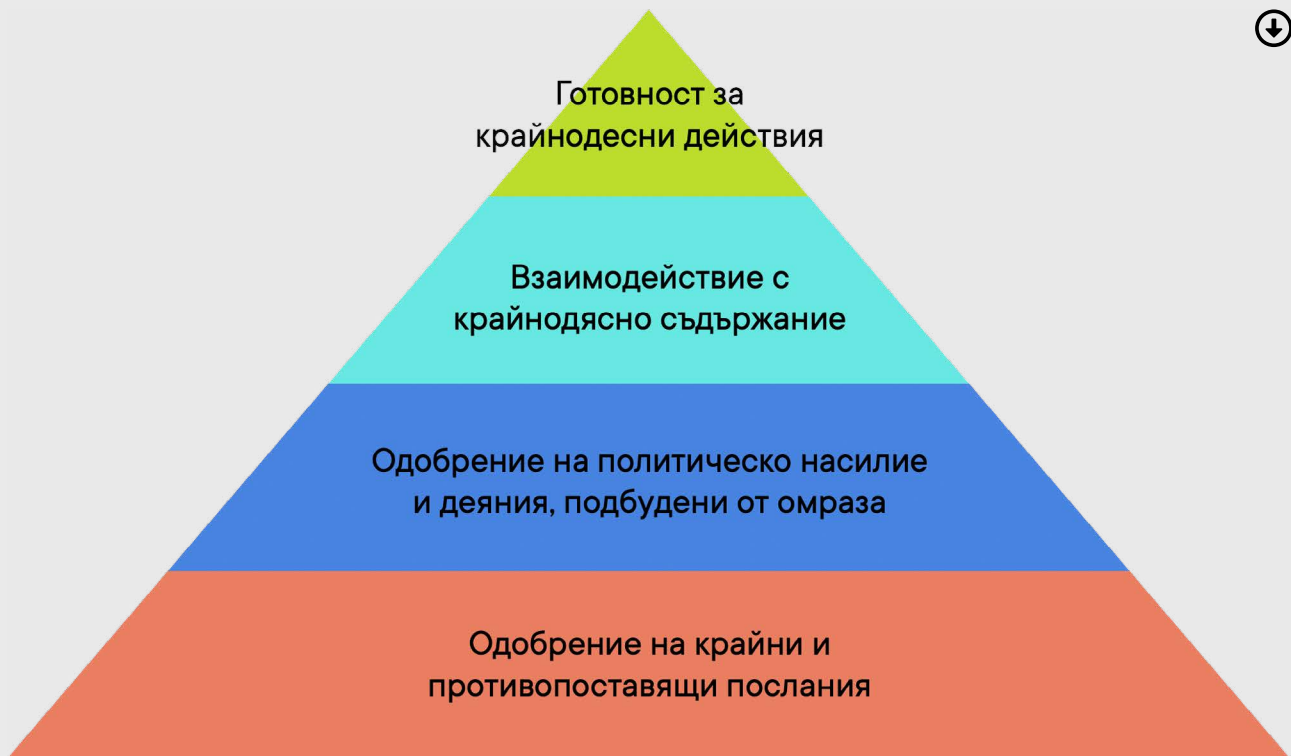 Готовност за
крайнодесни действия
Взаимодействие с
крайнодясно съдържание
Одобрение на политическо насилие
и деяния, подбудени от омраза
Одобрение на крайни и
противопоставящи послания